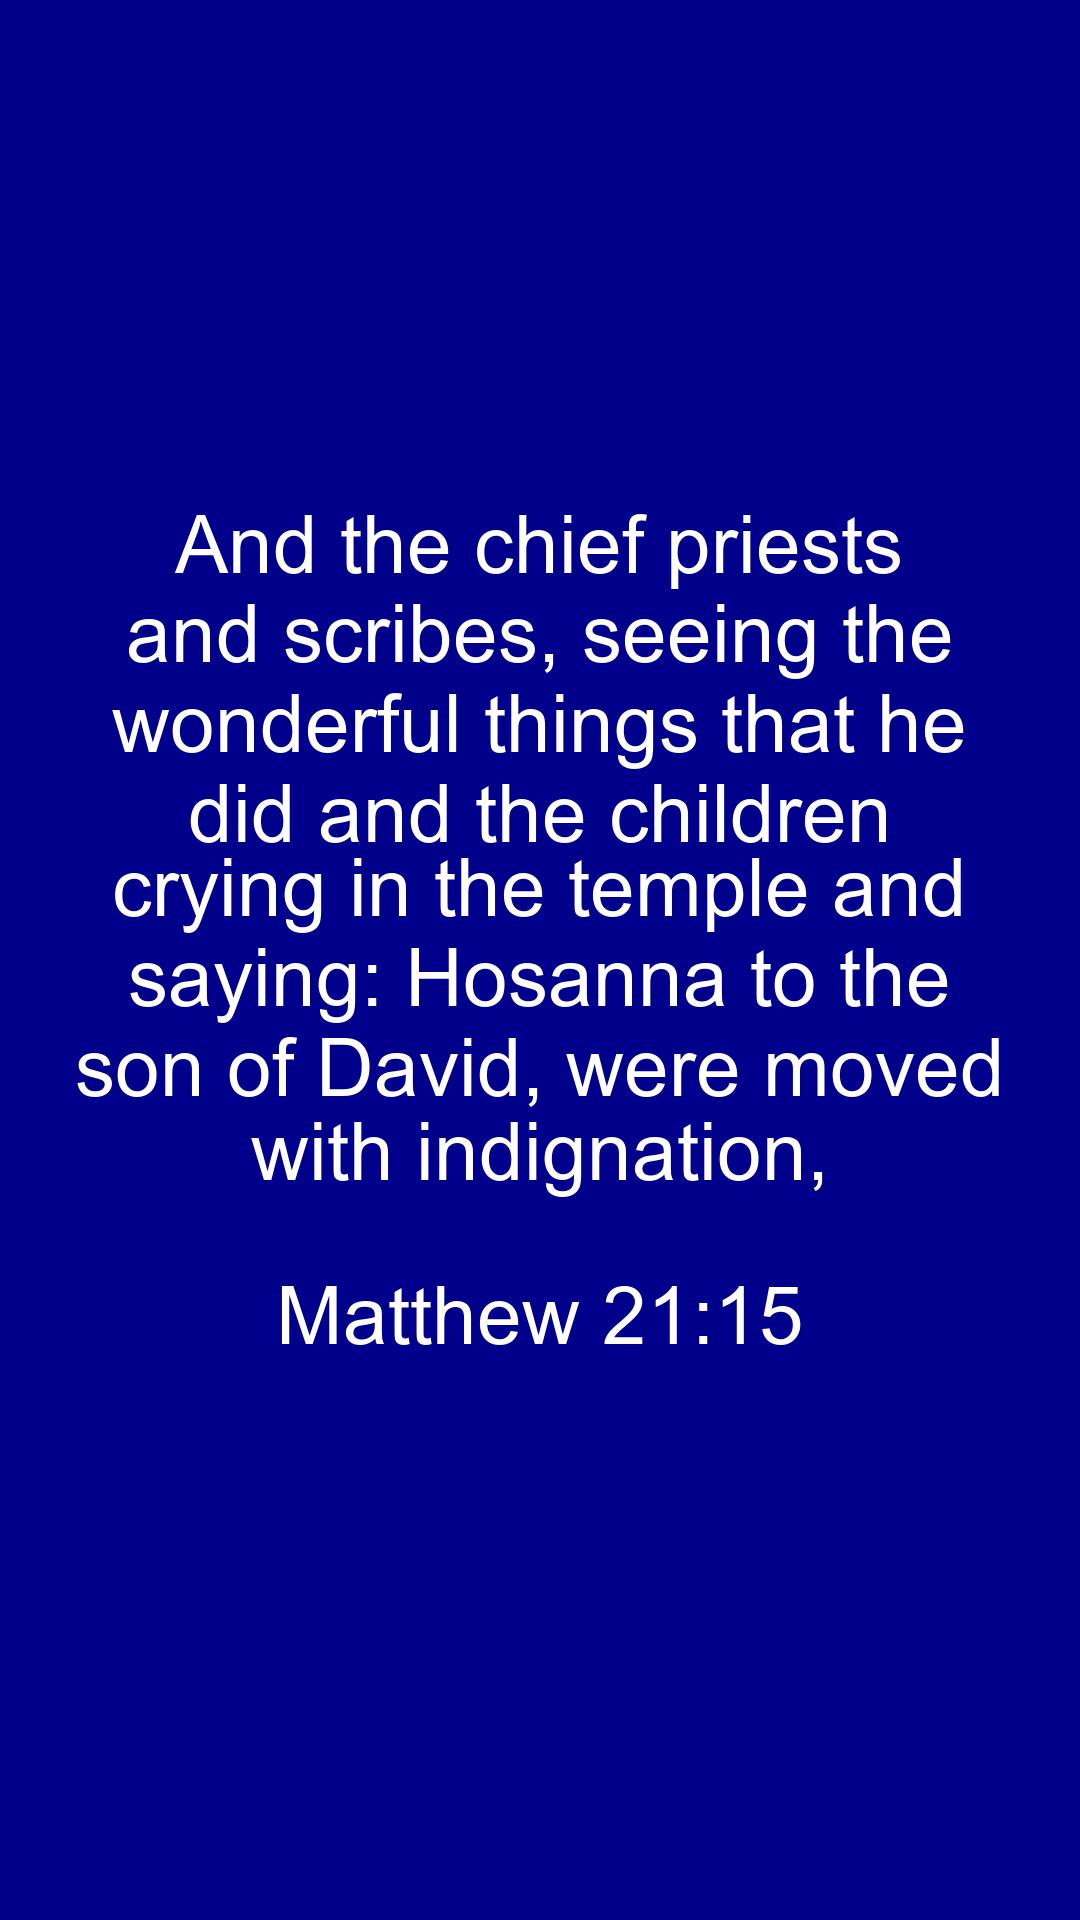 And the chief priests
and scribes, seeing the
wonderful things that he
did and the children
crying in the temple and
saying: Hosanna to the
son of David, were moved
with indignation,
Matthew 21:15